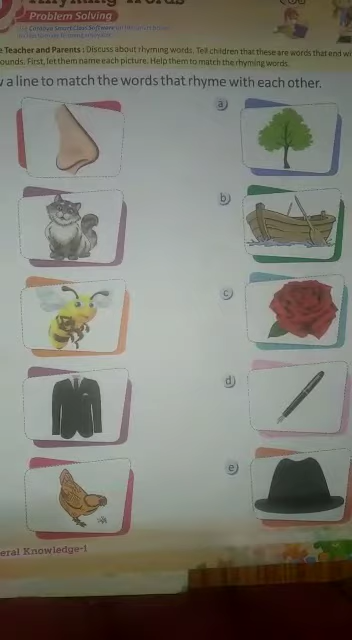 Rhyming Words
Problem Solving
Teacher and Parents : Discuss about rhyming words. Tell children that these are words that end wi
ounds. First, let them name each picture. Help them to match the rhyming words.
a line to match the words that rhyme with each other.
a
b
c
d
e
eral Knowledge-1